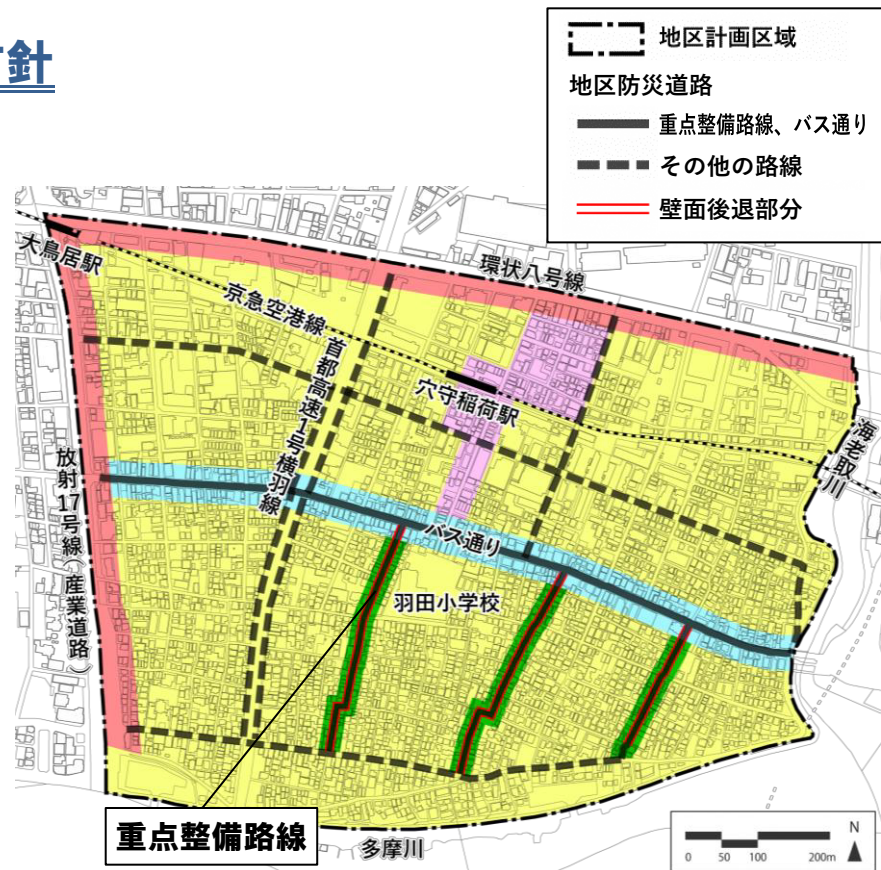 針
地区計画区域
地区防災道路
重点整備路線、バス通り
その他の路線
壁面後退部分
大鳥居駅
環状八号線
京急空港線
首都高速1号横羽線
穴守稲荷駅
海老取川
放射17号線(産業道路)
バス通り
羽田小学校
重点整備路線
多摩川
N
0 50 100 200m